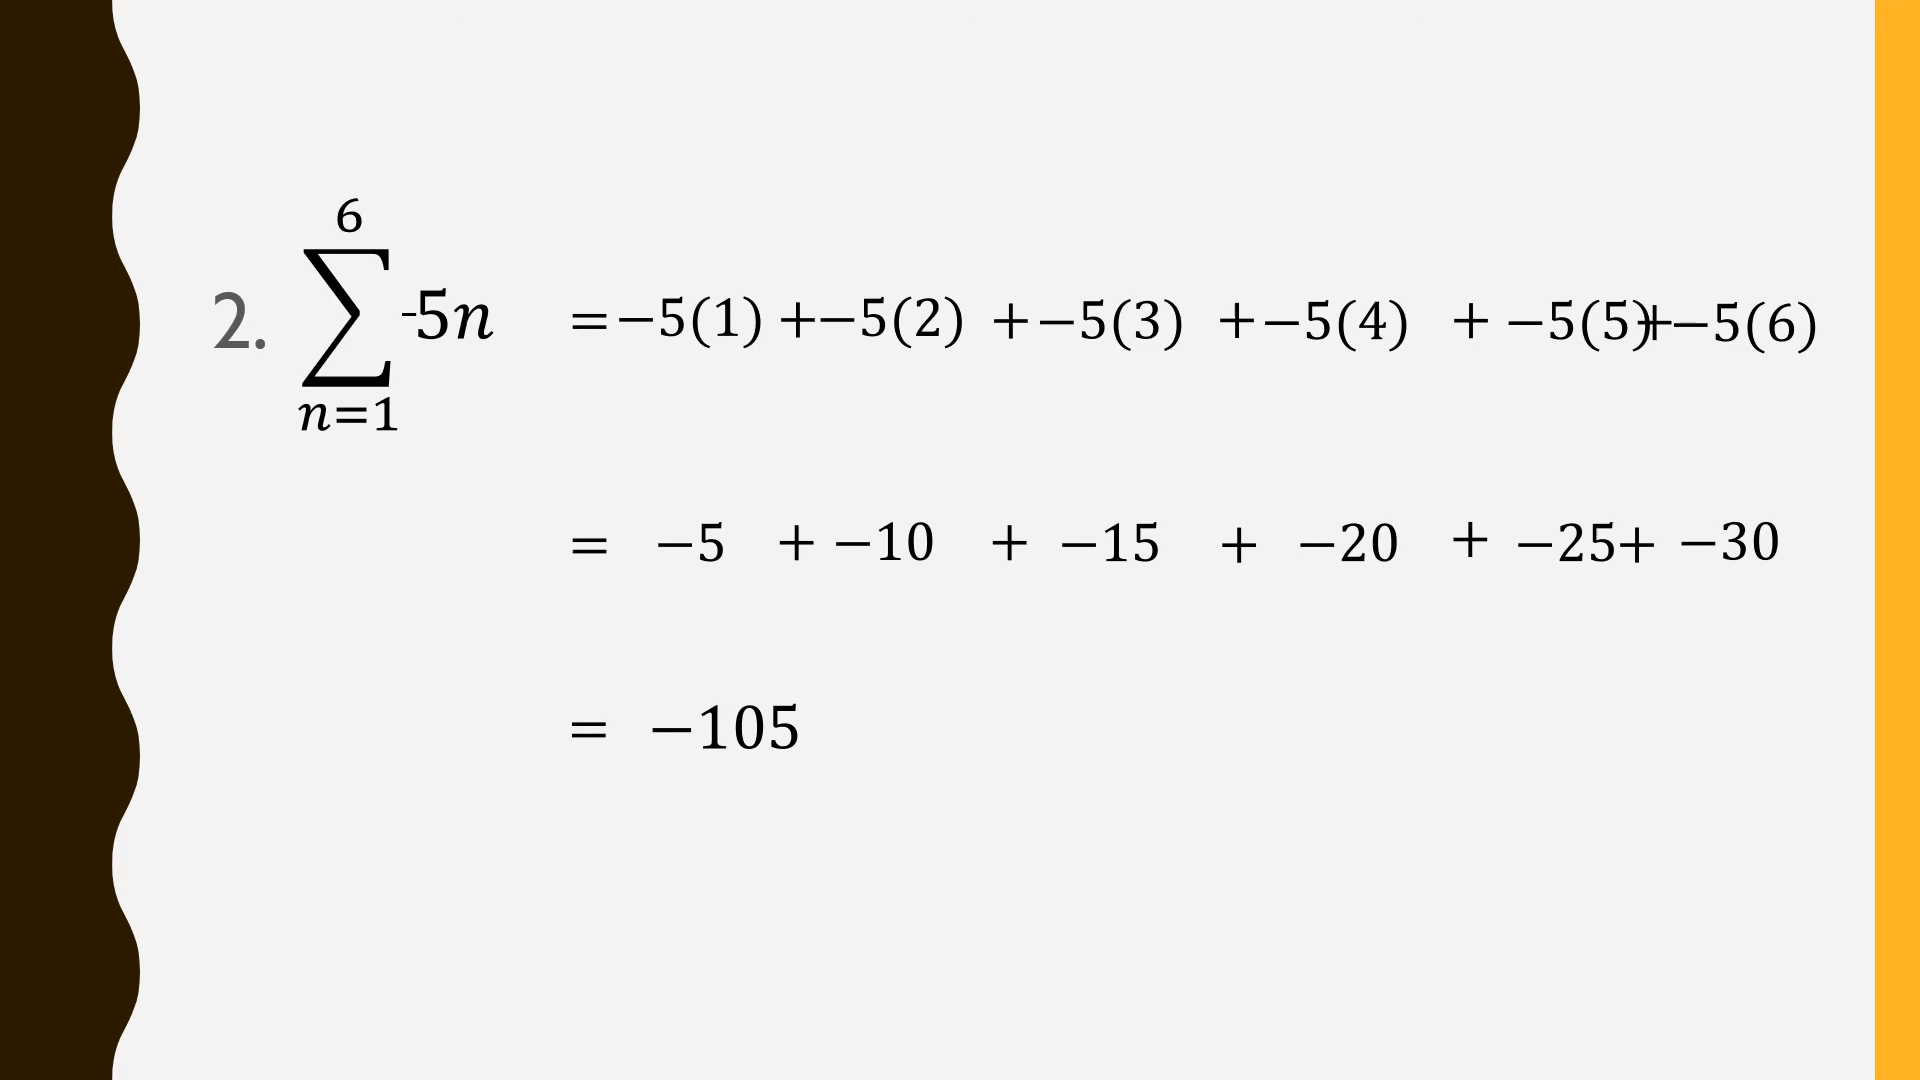 6
2. ∑ -5n = −5(1) + −5(2) + −5(3) + −5(4) + −5(5) + −5(6)
n=1
= −5 + −10 + −15 + −20 + −25 + −30
= −105